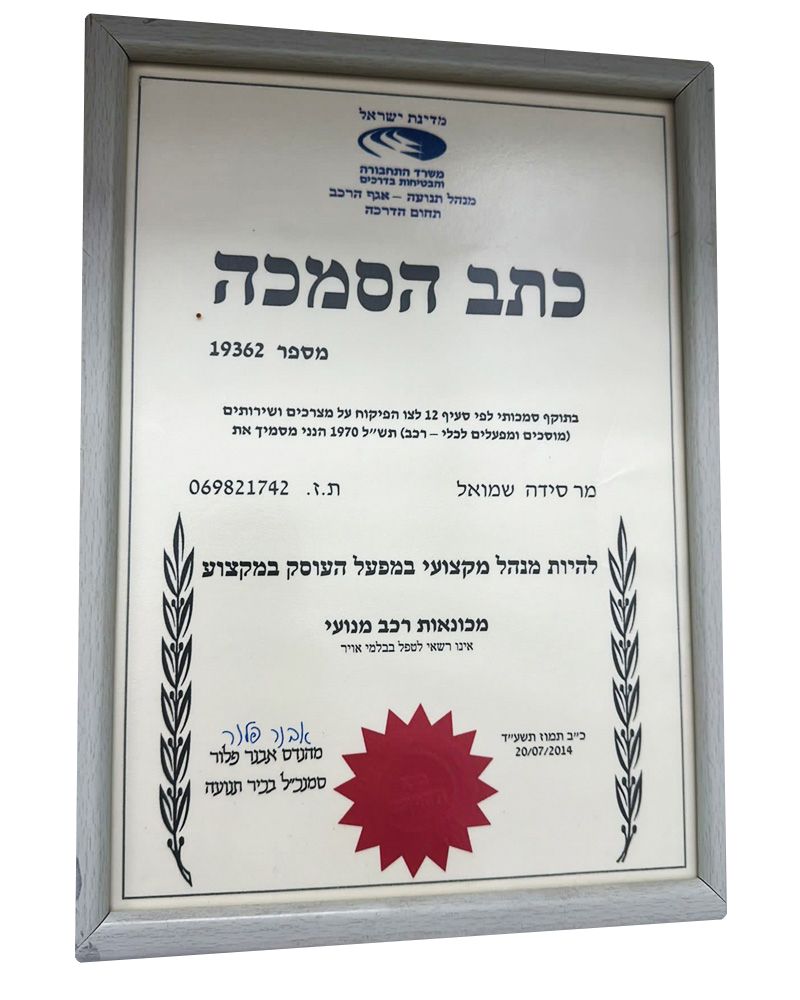 מדינת ישראל
משרד התחבורה
והבטיחות בדרכים
מנהל תנועה – אגף הרכב
תחום הדרכה
כתב הסמכה
מספר 19362
בתוקף סמכותי לפי סעיף 12 לצו הפיקוח על מצרכים ושירותים
(מוסכים ומפעלים לכלי – רכב) תש״ל 1970 הנני מסמיך את
מר סידה שמואל ת.ז. 069821742
להיות מנהל מקצועי במפעל העוסק במקצוע
מכונאות רכב מנועי
אינו רשאי לטפל בבלמי אויר
כ״ב תמוז תשע״ד
20/07/2014
אבנר פלור
מהנדס אבנר פלור
סמנכ״ל בכיר תנועה